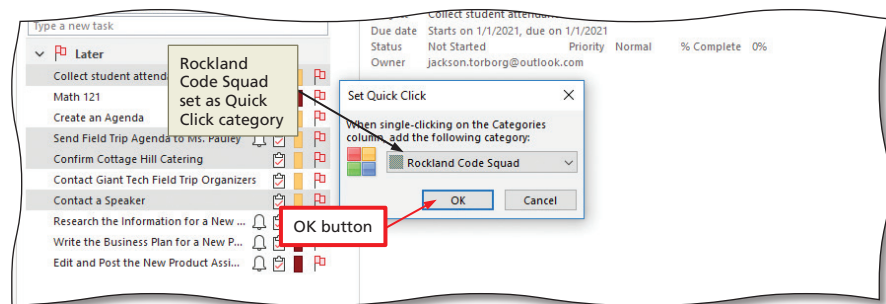 Type a new task
Later
Collect student attend
Math 121
Create an Agenda
Send Field Trip Agenda to Ms. Pauley
Confirm Cottage Hill Catering
Contact Giant Tech Field Trip Organizers
Contact a Speaker
Research the Information for a New ...
Write the Business Plan for a New P...
Edit and Post the New Product Assi...
Rockland
Code Squad
set as Quick
Click category
Collect student
Due date Starts on 1/1/2021, due on 1/1/2021
Status Not Started Priority Normal % Complete 0%
Owner jackson.torborg@outlook.com
Set Quick Click
When single-clicking on the Categories
column, add the following category:
Rockland Code Squad
OK Cancel
OK button